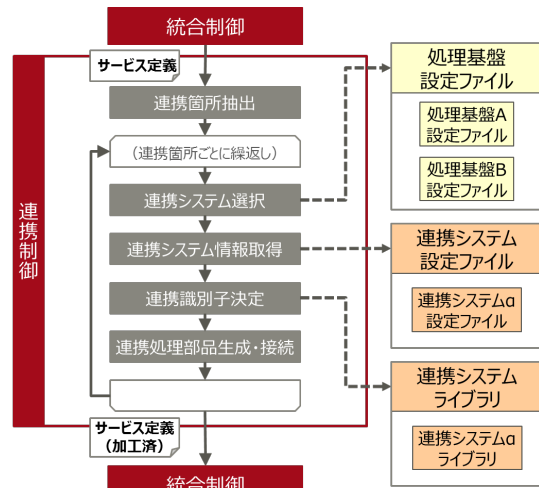 統合制御
サービス定義
連携制御
連携箇所抽出
(連携箇所ごとに繰返し)
連携システム選択
連携システム情報取得
連携識別子決定
連携処理部品生成・接続
サービス定義
(加工済)
統合制御
処理基盤
設定ファイル
処理基盤A
設定ファイル
処理基盤B
設定ファイル
連携システム
設定ファイル
連携システムα
設定ファイル
連携システム
ライブラリ
連携システムα
ライブラリ